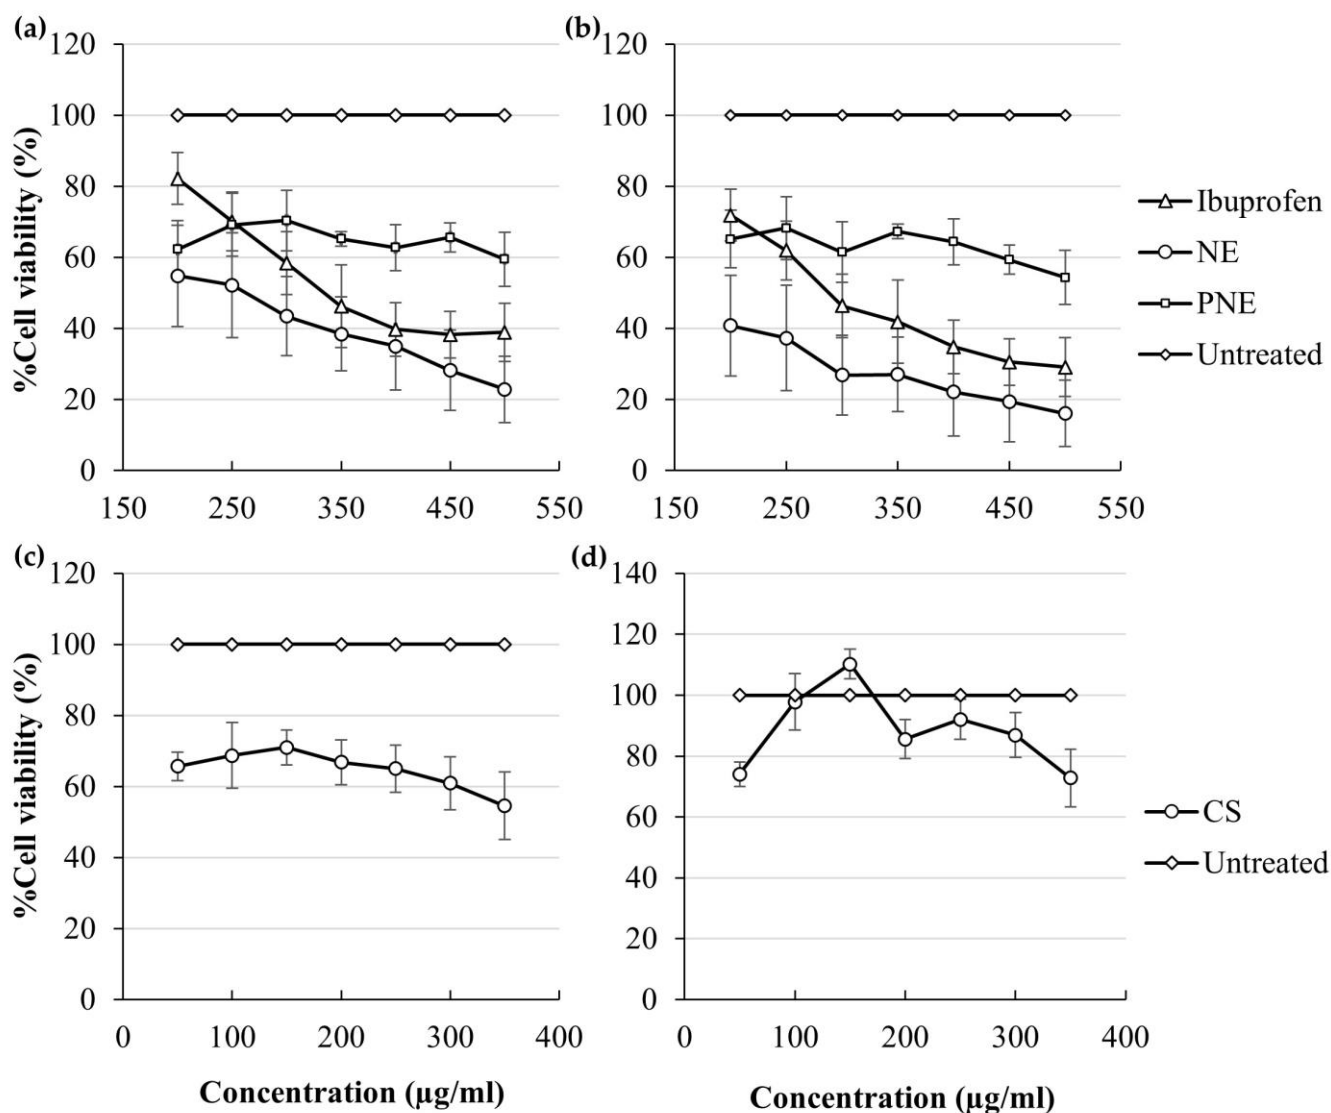 (a)
(b)
120
100
80
60
40
20
0
%Cell viability (%)
150 250 350 450 550
120
100
80
60
40
20
0
150 250 350 450 550
Ibuprofen
NE
PNE
Untreated
(c)
(d)
120
100
80
60
40
20
0
%Cell viability (%)
0 100 200 300 400
Concentration (µg/ml)
140
120
100
80
60
40
20
0
0 100 200 300 400
Concentration (µg/ml)
CS
Untreated